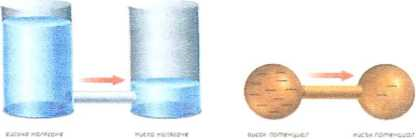 високо налягане ниско налягане висок потенциал нисък потенциал